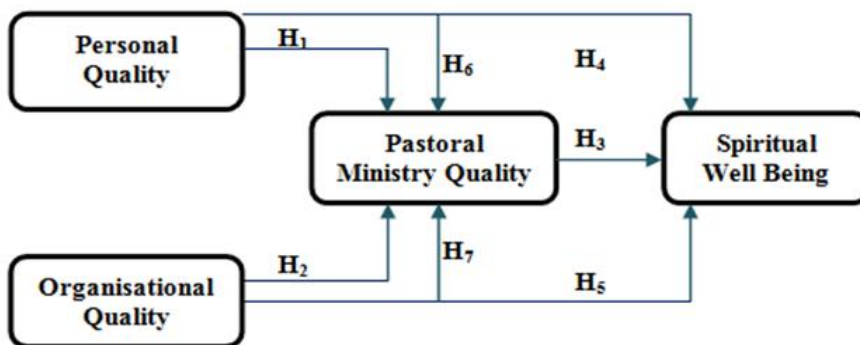 Personal
Quality
H₁
H₆
H₄
Pastoral
Ministry Quality
H₃
Spiritual
Well Being
H₂
H₇
Organisational
Quality
H₅